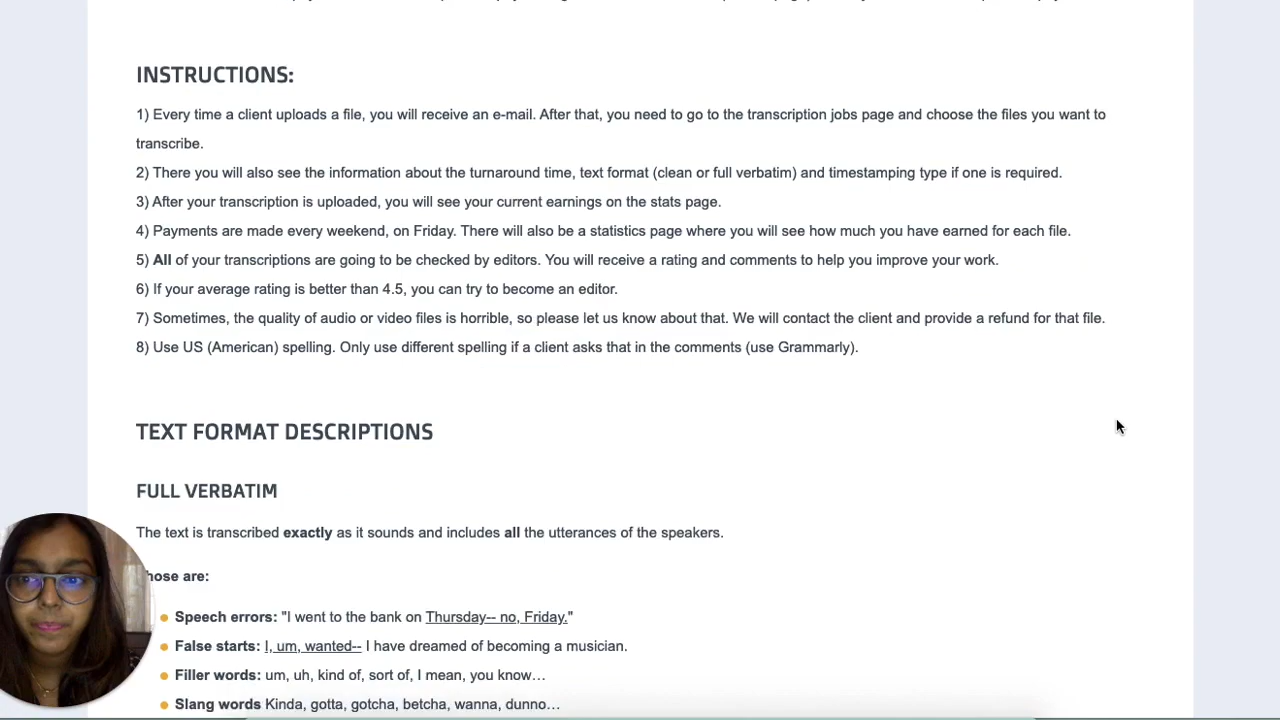 INSTRUCTIONS:
1) Every time a client uploads a file, you will receive an e-mail. After that, you need to go to the transcription jobs page and choose the files you want to
transcribe.
2) There you will also see the information about the turnaround time, text format (clean or full verbatim) and timestamping type if one is required.
3) After your transcription is uploaded, you will see your current earnings on the stats page.
4) Payments are made every weekend, on Friday. There will also be a statistics page where you will see how much you have earned for each file.
5) All of your transcriptions are going to be checked by editors. You will receive a rating and comments to help you improve your work.
6) If your average rating is better than 4.5, you can try to become an editor.
7) Sometimes, the quality of audio or video files is horrible, so please let us know about that. We will contact the client and provide a refund for that file.
8) Use US (American) spelling. Only use different spelling if a client asks that in the comments (use Grammarly).
TEXT FORMAT DESCRIPTIONS
FULL VERBATIM
The text is transcribed exactly as it sounds and includes all the utterances of the speakers.
hose are:
Speech errors: "I went to the bank on Thursday-- no, Friday."
False starts: I, um, wanted-- I have dreamed of becoming a musician.
Filler words: um, uh, kind of, sort of, I mean, you know…
Slang words Kinda, gotta, gotcha, betcha, wanna, dunno…